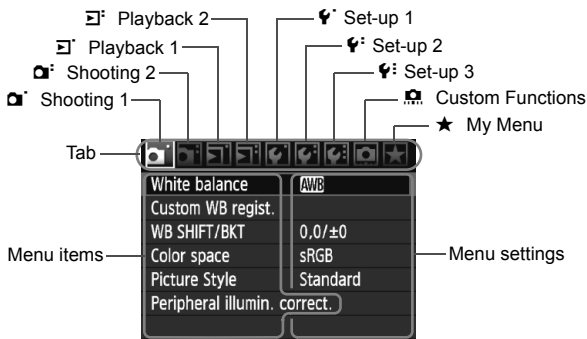 Playback 2
Set-up 1
Playback 1
Set-up 2
Shooting 2
Set-up 3
Shooting 1
Custom Functions
★ My Menu
Tab
White balance AWB
Custom WB regist.
WB SHIFT/BKT 0,0/±0
Menu items
Color space sRGB
Menu settings
Picture Style Standard
Peripheral illumin. correct.